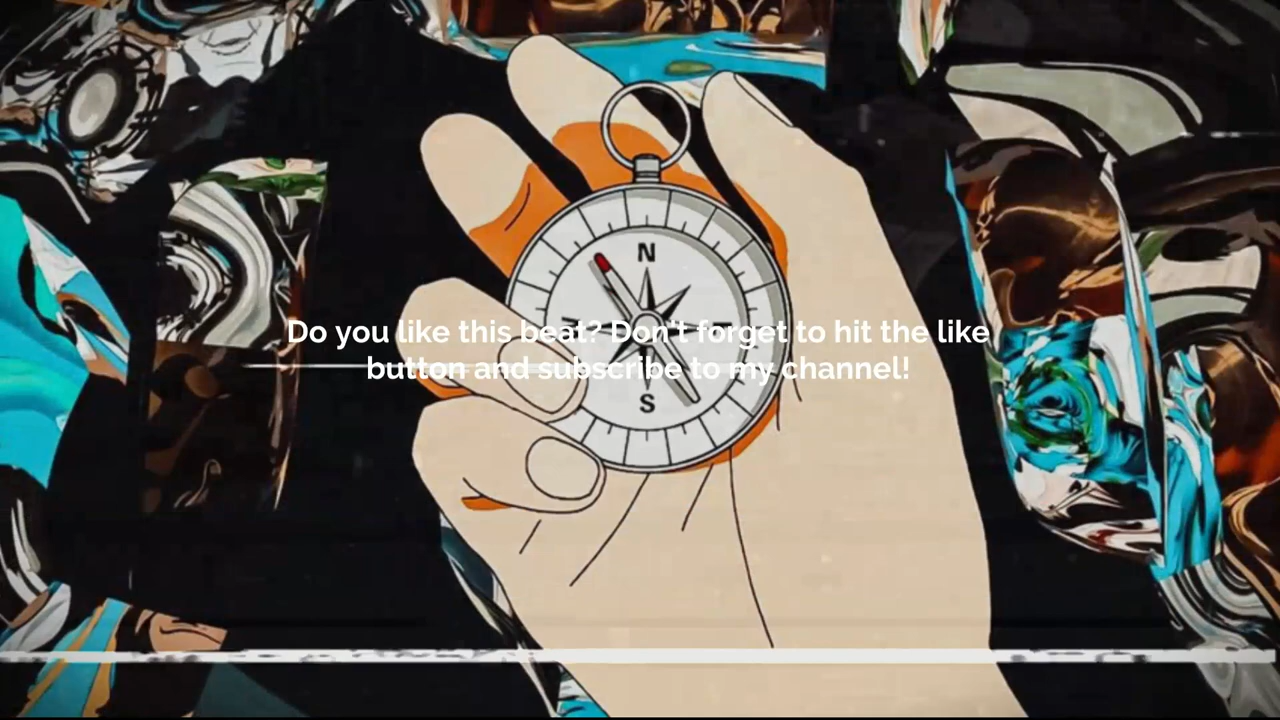 N
Do you like this beat? Don't forget to hit the like
button and subscribe to my channel!
S